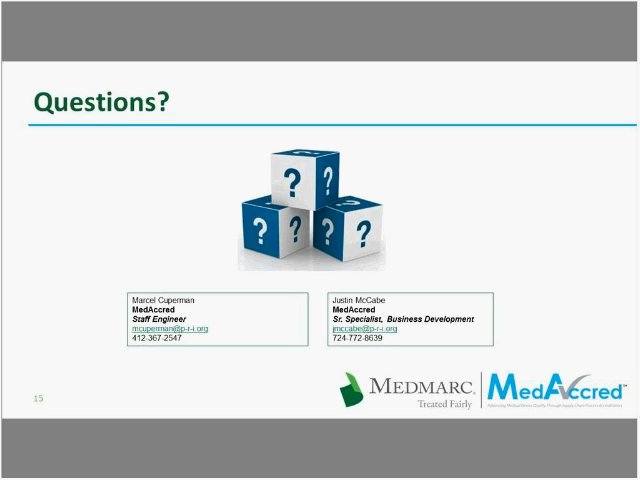 Questions?
?
?
?
?
?
?
Marcel Cuperman
MedAccred
Staff Engineer
mcuperman@p-r-i.org
412-367-2547
Justin McCabe
MedAccred
Sr. Specialist, Business Development
jmccabe@p-r-i.org
724-772-8639
15
MEDMARC
Treated Fairly
MedAccred™